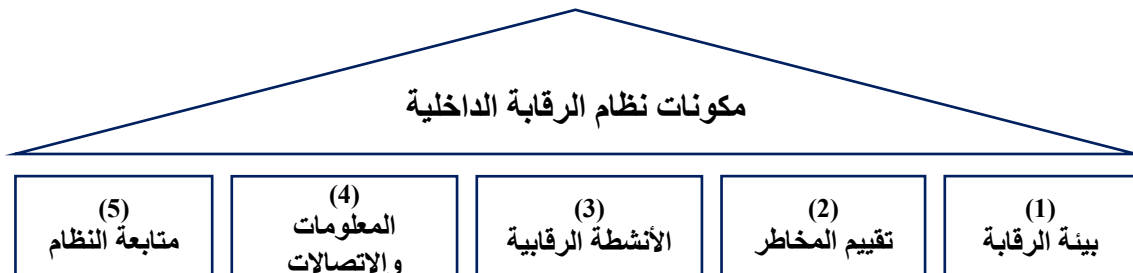 مكونات نظام الرقابة الداخلية
(1)
بيئة الرقابة
(2)
تقييم المخاطر
(3)
الأنشطة الرقابية
(4)
المعلومات
والاتصالات
(5)
متابعة النظام